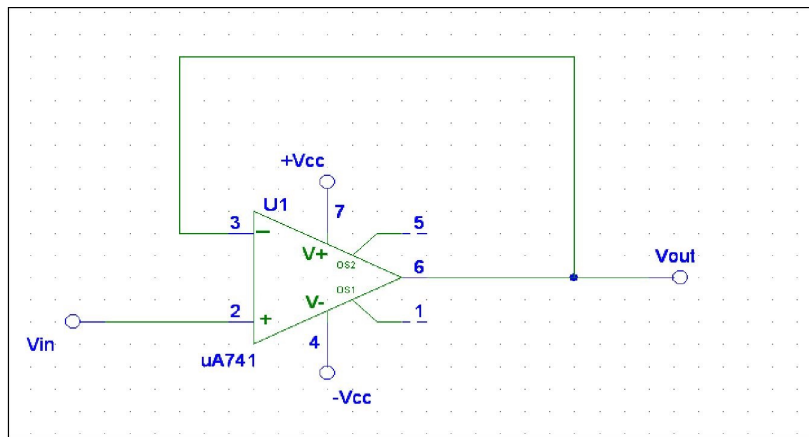 +Vcc
U1
7
5
3
−
V+
OS2
6
Vout
OS1
V-
2
+
1
Vin
4
uA741
-Vcc